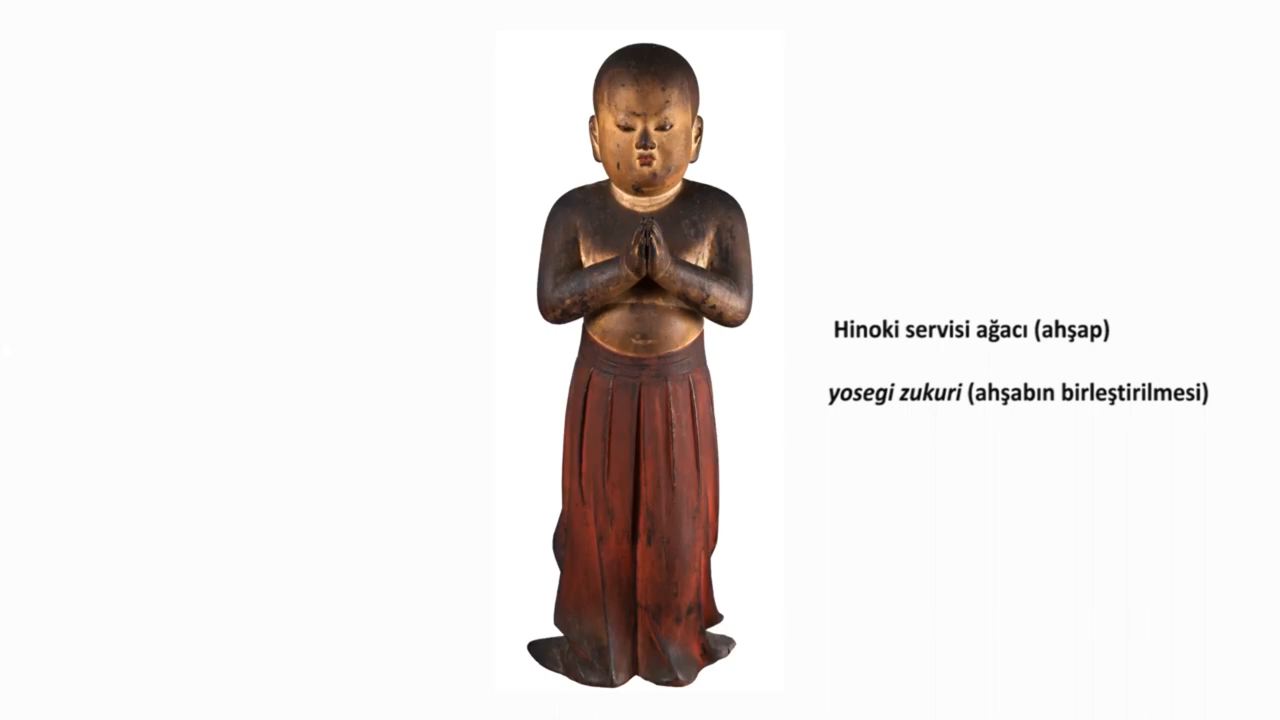 Hinoki servisi ağacı (ahşap)
yosegi zukuri (ahşabın birleştirilmesi)